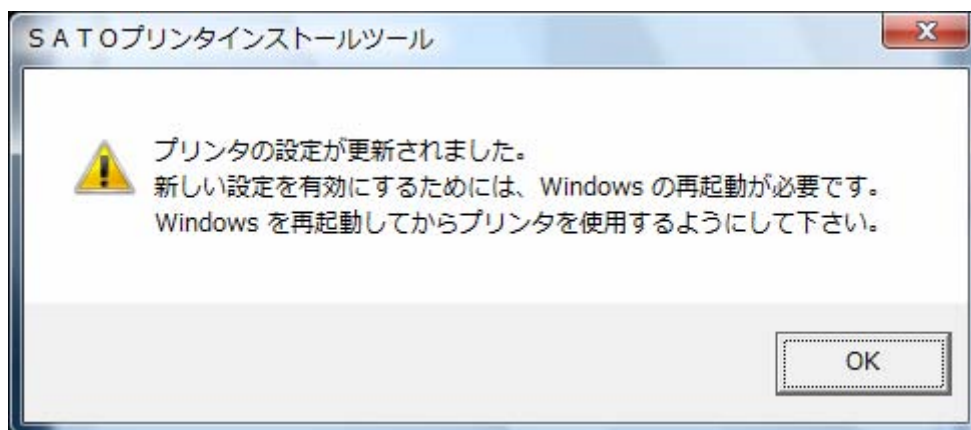 ＳＡＴＯプリンタインストールツール
プリンタの設定が更新されました。
新しい設定を有効にするためには、Windows の再起動が必要です。
Windows を再起動してからプリンタを使用するようにして下さい。
OK